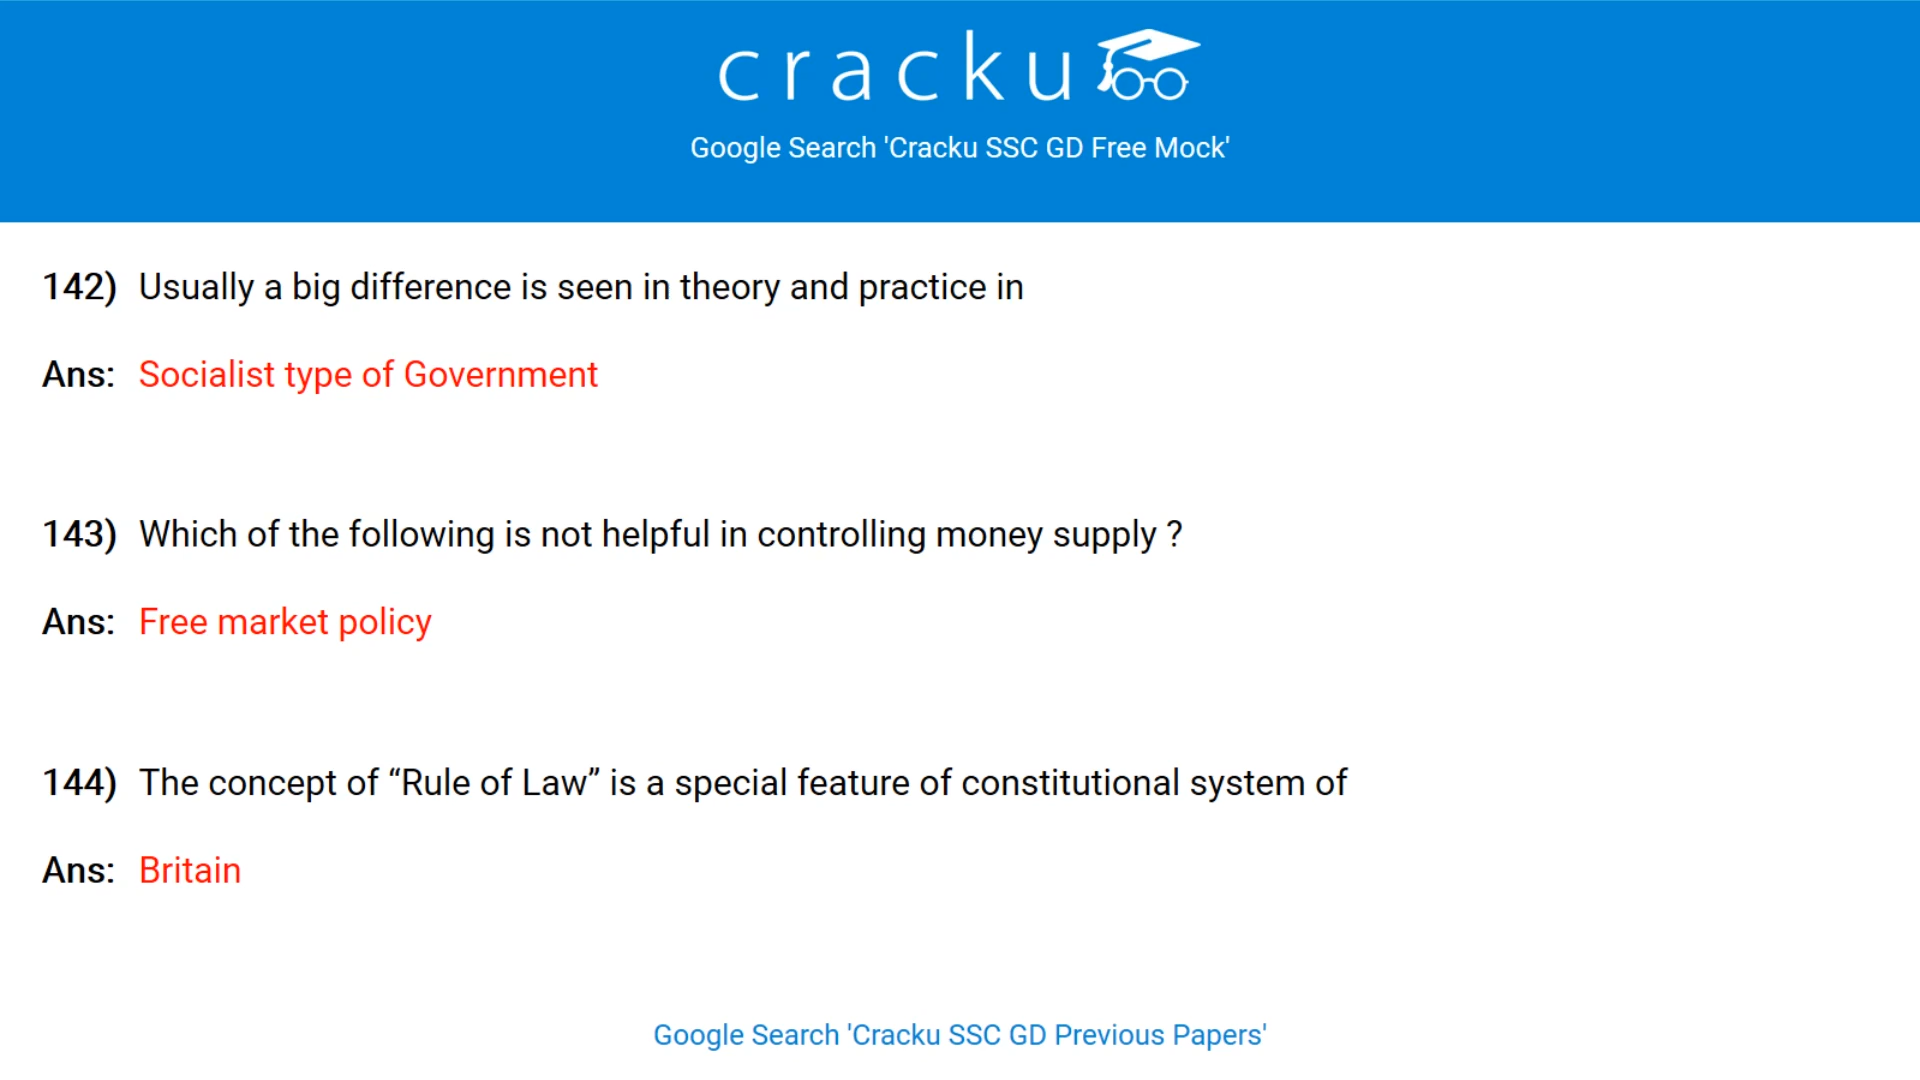 cracku
Google Search 'Cracku SSC GD Free Mock'
142) Usually a big difference is seen in theory and practice in
Ans: Socialist type of Government
143) Which of the following is not helpful in controlling money supply ?
Ans: Free market policy
144) The concept of “Rule of Law” is a special feature of constitutional system of
Ans: Britain
Google Search 'Cracku SSC GD Previous Papers'